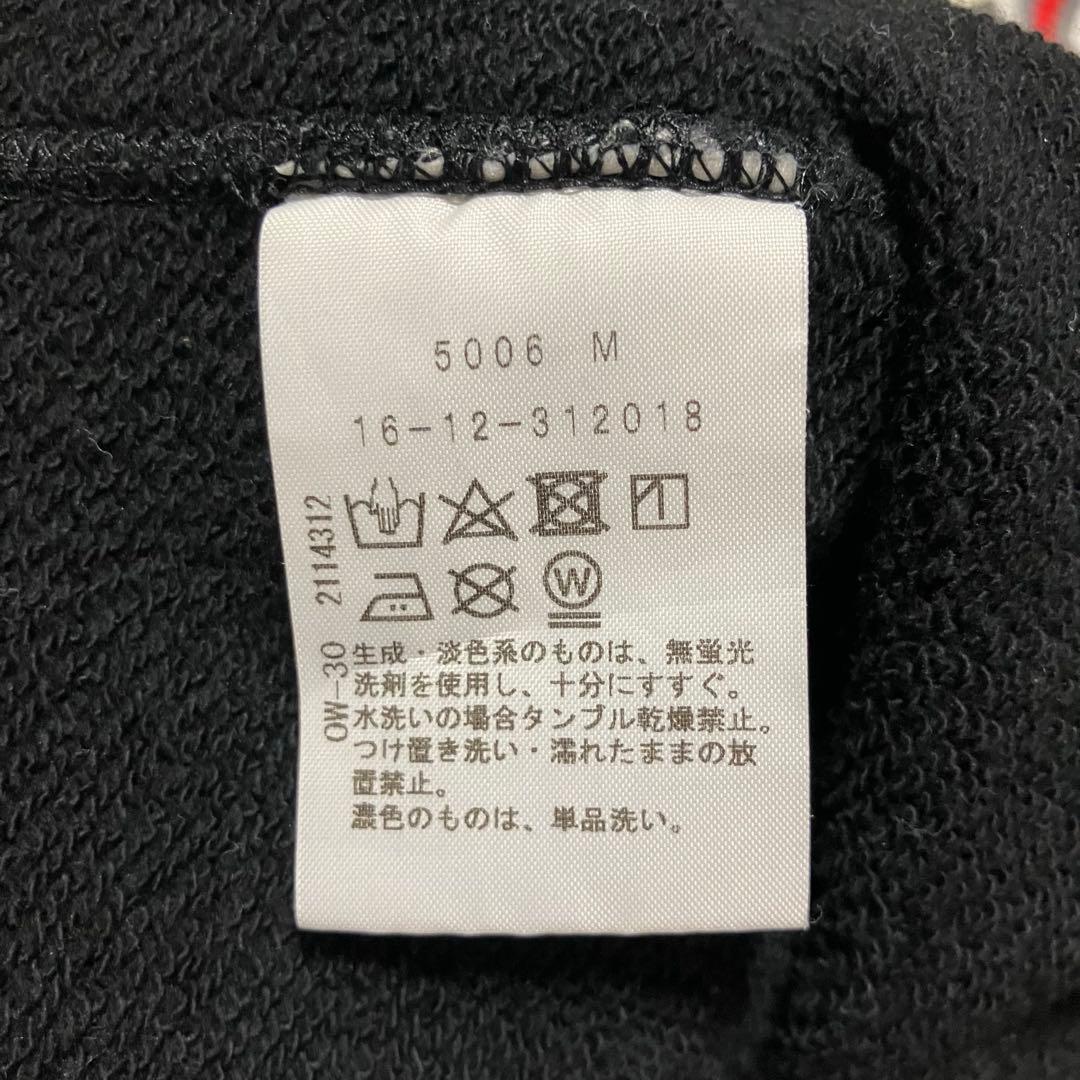 5006 M
16-12-312018
W
生成・淡色系のものは、無蛍光
洗剤を使用し、十分にすすぐ。
水洗いの場合タンブル乾燥禁止。
つけ置き洗い・濡れたままの放
置禁止。
濃色のものは、単品洗い。
OW-30 2114312